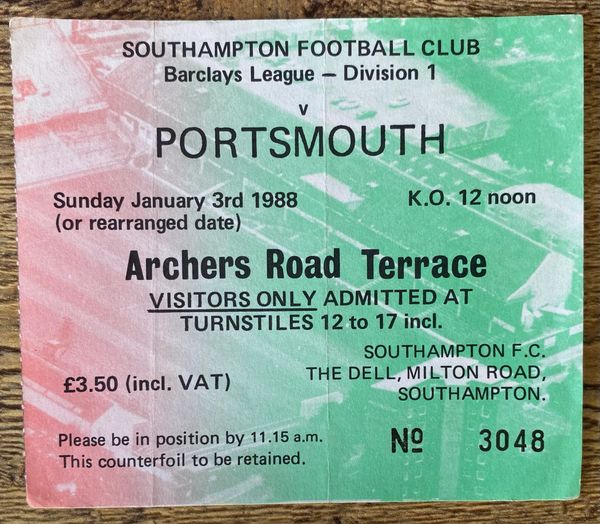 SOUTHAMPTON FOOTBALL CLUB
Barclays League – Division 1
v
PORTSMOUTH
Sunday January 3rd 1988 K.O. 12 noon
(or rearranged date)
Archers Road Terrace
VISITORS ONLY ADMITTED AT
TURNSTILES 12 to 17 incl.
SOUTHAMPTON F.C.
THE DELL, MILTON ROAD,
SOUTHAMPTON.
£3.50 (incl. VAT)
Please be in position by 11.15 a.m.
This counterfoil to be retained.
Nº 3048